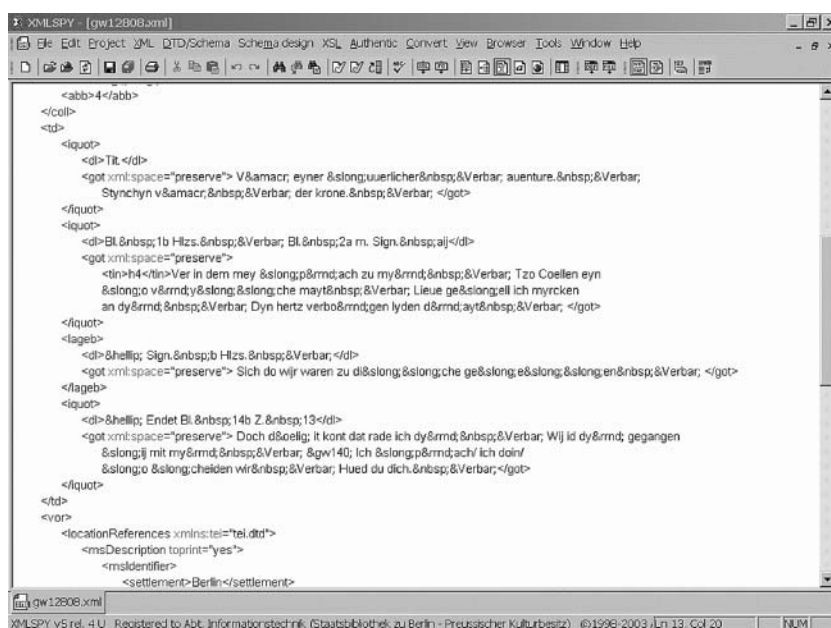 XMLSPY - [gw12808.xml]
File Edit Project XML DTD/Schema Schema design XSL Authentic Convert View Browser Tools Window Help
<abb>4</abb>
</coll>
<td>
<iquot>
<dl>Tit.</dl>
<got xml:space="preserve"> V&amacr; eyner &slong;uuerlicher&nbsp;&Verbar; auenture.&nbsp;&Verbar;
Stynchyn v&amacr;&nbsp;&Verbar; der krone.&nbsp;&Verbar; </got>
</iquot>
<iquot>
<dl>Bl.&nbsp;1b Hlzs.&nbsp;&Verbar; Bl.&nbsp;2a m. Sign.&nbsp;aij</dl>
<got xml:space="preserve">
<tin>h4</tin>Ver in dem mey &slong;p&rmd;ach zu my&rmd;&nbsp;&Verbar; Tzo Coellen eyn
&slong;o v&rmd;y&slong;&slong;che mayt&nbsp;&Verbar; Lieue ge&slong;ell ich myrcken
an dy&rmd;&nbsp;&Verbar; Dyn hertz verbo&rmd;gen lyden d&rmd;ayt&nbsp;&Verbar; </got>
</iquot>
<lageb>
<dl>&hellip; Sign.&nbsp;b Hlzs.&nbsp;&Verbar;</dl>
<got xml:space="preserve"> Sich do wijr waren zu di&slong;&slong;che ge&slong;e&slong;&slong;en&nbsp;&Verbar; </got>
</lageb>
<iquot>
<dl>&hellip; Endet Bl.&nbsp;14b Z.&nbsp;13</dl>
<got xml:space="preserve"> Doch d&oelig; it kont dat rade ich dy&rmd;&nbsp;&Verbar; Wij id dy&rmd; gegangen
&slong;ij mit my&rmd;&nbsp;&Verbar; &gw140; Ich &slong;p&rmd;ach/ ich doin/
&slong;o &slong;cheiden wir&nbsp;&Verbar; Hued du dich.&nbsp;&Verbar;</got>
</iquot>
</td>
<vor>
<locationReferences xmlns:tei="tei.dtd">
<msDescription toprint="yes">
<msIdentifier>
<settlement>Berlin</settlement>
gw12808.xml
XMLSPY v5 rel. 4 U Registered to Abt. Informationstechnik (Staatsbibliothek zu Berlin - Preussischer Kulturbesitz) ©1998-2003 Ln 13, Col 20 NUM